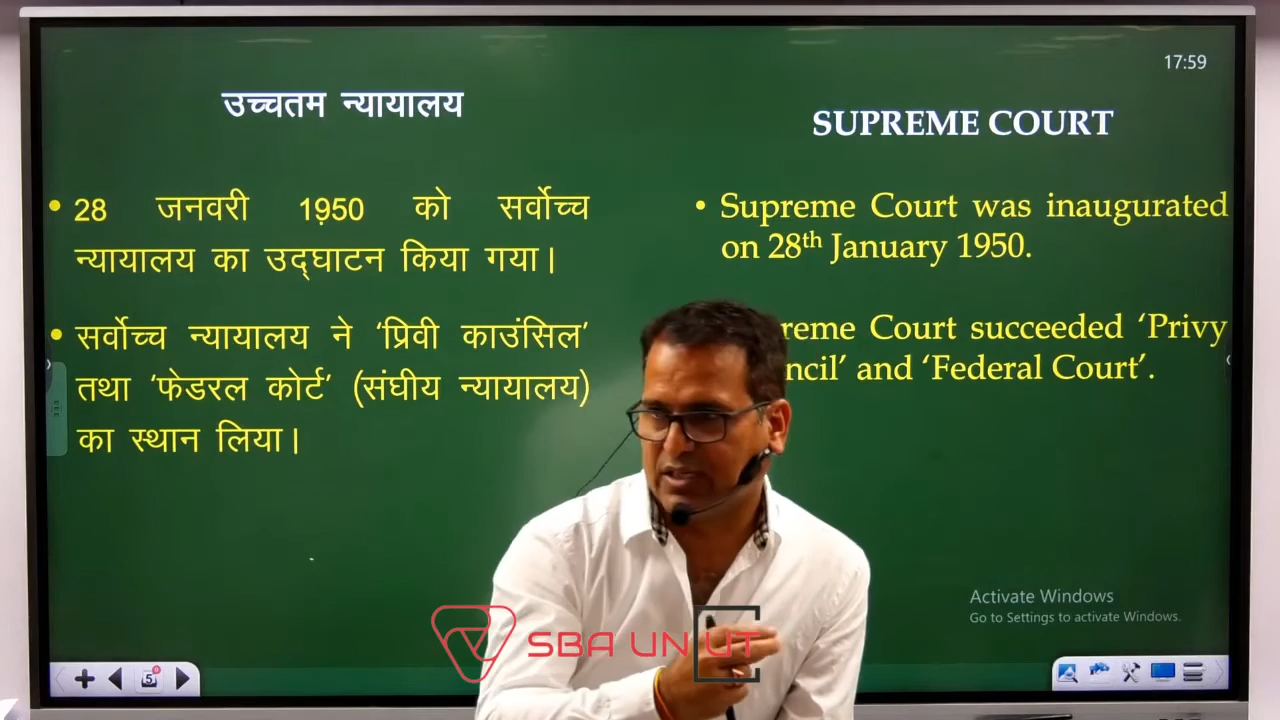 17:59
उच्चतम न्यायालय
28 जनवरी 1950 को सर्वोच्च
न्यायालय का उद्घाटन किया गया।
सर्वोच्च न्यायालय ने ‘प्रिवी काउंसिल’
तथा ‘फेडरल कोर्ट’ (संघीय न्यायालय)
का स्थान लिया।
SUPREME COURT
• Supreme Court was inaugurated
on 28th January 1950.
reme Court succeeded ‘Privy
ncil’ and ‘Federal Court’.
Activate Windows
Go to Settings to activate Windows.
SBA UN UT
5